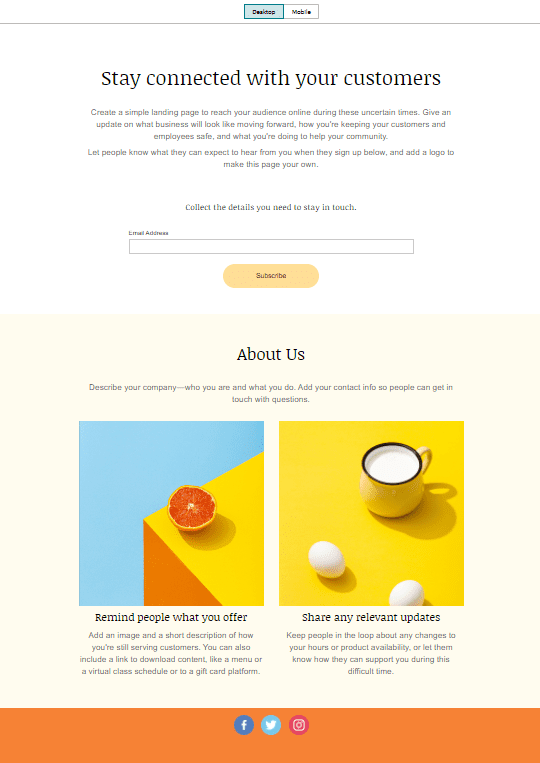 Desktop Mobile
Stay connected with your customers
Create a simple landing page to reach your audience online during these uncertain times. Give an
update on what business will look like moving forward, how you're keeping your customers and
employees safe, and what you're doing to help your community.
Let people know what they can expect to hear from you when they sign up below, and add a logo to
make this page your own.
Collect the details you need to stay in touch.
Email Address
Subscribe
About Us
Describe your company—who you are and what you do. Add your contact info so people can get in
touch with questions.
Remind people what you offer
Add an image and a short description of how
you're still serving customers. You can also
include a link to download content, like a menu or
a virtual class schedule or to a gift card platform.
Share any relevant updates
Keep people in the loop about any changes to
your hours or product availability, or let them
know how they can support you during this
difficult time.